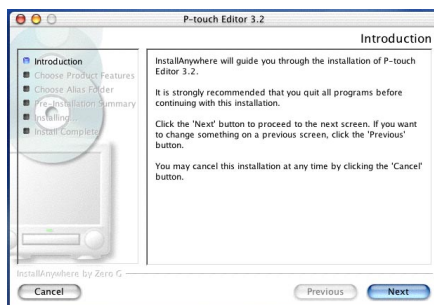 P-touch Editor 3.2
Introduction
Introduction
Choose Product Features
Choose Alias Folder
Pre-Installation Summary
Installing...
Install Complete
InstallAnywhere will guide you through the installation of P-touch
Editor 3.2.
It is strongly recommended that you quit all programs before
continuing with this installation.
Click the 'Next' button to proceed to the next screen. If you want
to change something on a previous screen, click the 'Previous'
button.
You may cancel this installation at any time by clicking the 'Cancel'
button.
InstallAnywhere by Zero G
Cancel
Previous
Next